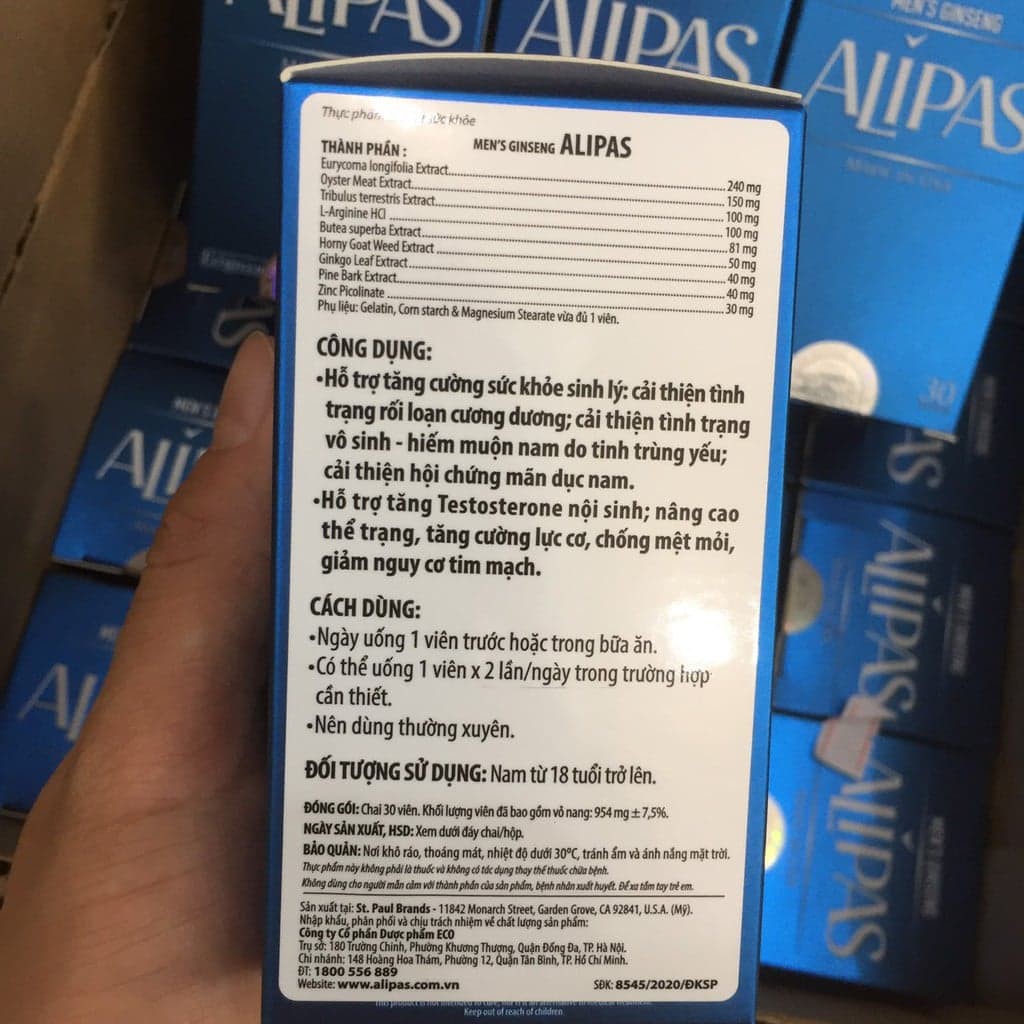 ALIPAS
ALIPAS
MEN'S GINSENG
ALIPAS
MADE IN USA
30
Thực phẩm sức khỏe
MEN'S GINSENG ALIPAS
THÀNH PHẦN :
Eurycoma longifolia Extract 240 mg
Oyster Meat Extract 150 mg
Tribulus terrestris Extract 100 mg
L-Arginine HCl 100 mg
Butea superba Extract 81 mg
Horny Goat Weed Extract 50 mg
Ginkgo Leaf Extract 40 mg
Pine Bark Extract 40 mg
Zinc Picolinate 30 mg
Phụ liệu: Gelatin, Corn starch & Magnesium Stearate vừa đủ 1 viên.
CÔNG DỤNG:
•Hỗ trợ tăng cường sức khỏe sinh lý: cải thiện tình
trạng rối loạn cương dương; cải thiện tình trạng
vô sinh - hiếm muộn nam do tinh trùng yếu;
cải thiện hội chứng mãn dục nam.
•Hỗ trợ tăng Testosterone nội sinh; nâng cao
thể trạng, tăng cường lực cơ, chống mệt mỏi,
giảm nguy cơ tim mạch.
CÁCH DÙNG:
•Ngày uống 1 viên trước hoặc trong bữa ăn.
•Có thể uống 1 viên x 2 lần/ngày trong trường hợp
cần thiết.
•Nên dùng thường xuyên.
ĐỐI TƯỢNG SỬ DỤNG: Nam từ 18 tuổi trở lên.
ĐÓNG GÓI: Chai 30 viên. Khối lượng viên đã bao gồm vỏ nang: 954 mg ± 7,5%.
NGÀY SẢN XUẤT, HSD: Xem dưới đáy chai/hộp.
BẢO QUẢN: Nơi khô ráo, thoáng mát, nhiệt độ dưới 30°C, tránh ẩm và ánh nắng mặt trời.
Thực phẩm này không phải là thuốc và không có tác dụng thay thế thuốc chữa bệnh.
Không dùng cho người mẫn cảm với thành phần của sản phẩm, bệnh nhân xuất huyết. Để xa tầm tay trẻ em.
Sản xuất tại: St. Paul Brands - 11842 Monarch Street, Garden Grove, CA 92841, U.S.A. (Mỹ).
Nhập khẩu, phân phối và chịu trách nhiệm về chất lượng sản phẩm:
Công ty Cổ phần Dược phẩm ECO
Trụ sở: 180 Trường Chinh, Phường Khương Thượng, Quận Đống Đa, TP. Hà Nội.
Chi nhánh: 148 Hoàng Hoa Thám, Phường 12, Quận Tân Bình, TP. Hồ Chí Minh.
ĐT: 1800 556 889
Website: www.alipas.com.vn SĐK: 8545/2020/ĐKSP
Keep out of reach of children.
ALIPAS
ALIPAS